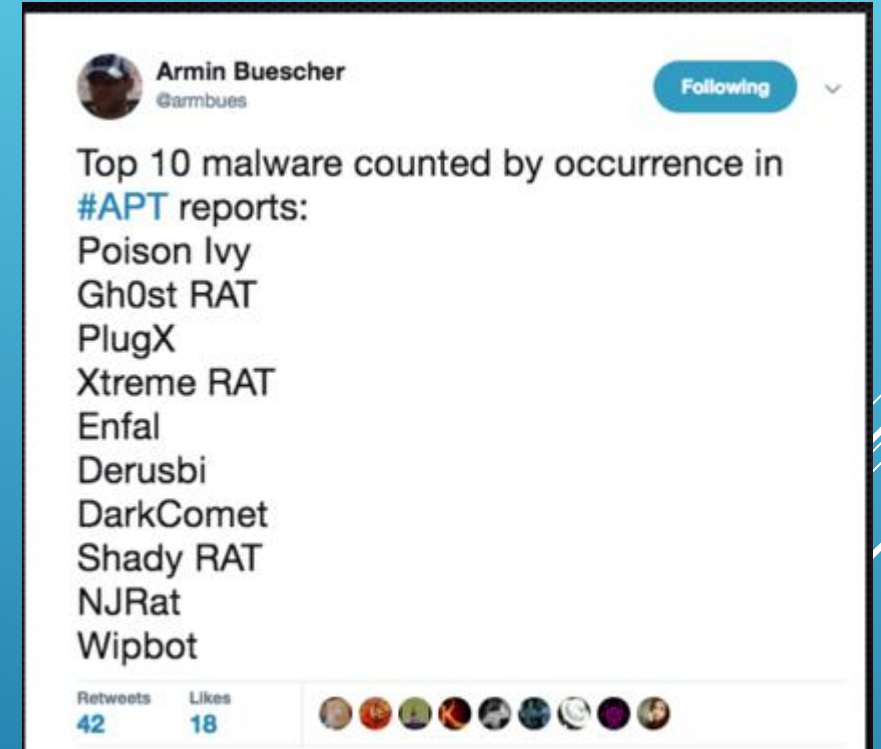 Armin Buescher
@armbues
Following
Top 10 malware counted by occurrence in
#APT reports:
Poison Ivy
Gh0st RAT
PlugX
Xtreme RAT
Enfal
Derusbi
DarkComet
Shady RAT
NJRat
Wipbot
Retweets Likes
42 18